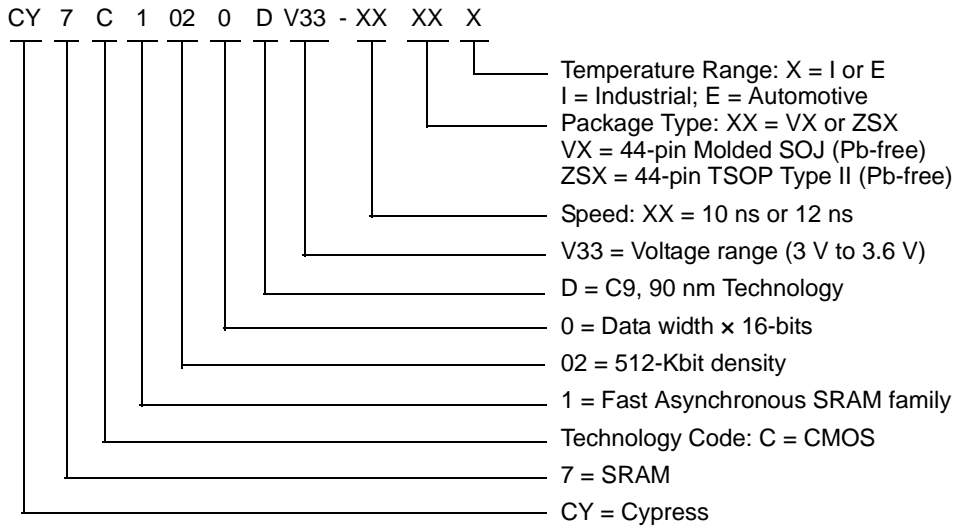 CY 7 C 1 02 0 D V33 - XX XX X
Temperature Range: X = I or E
I = Industrial; E = Automotive
Package Type: XX = VX or ZSX
VX = 44-pin Molded SOJ (Pb-free)
ZSX = 44-pin TSOP Type II (Pb-free)
Speed: XX = 10 ns or 12 ns
V33 = Voltage range (3 V to 3.6 V)
D = C9, 90 nm Technology
0 = Data width × 16-bits
02 = 512-Kbit density
1 = Fast Asynchronous SRAM family
Technology Code: C = CMOS
7 = SRAM
CY = Cypress